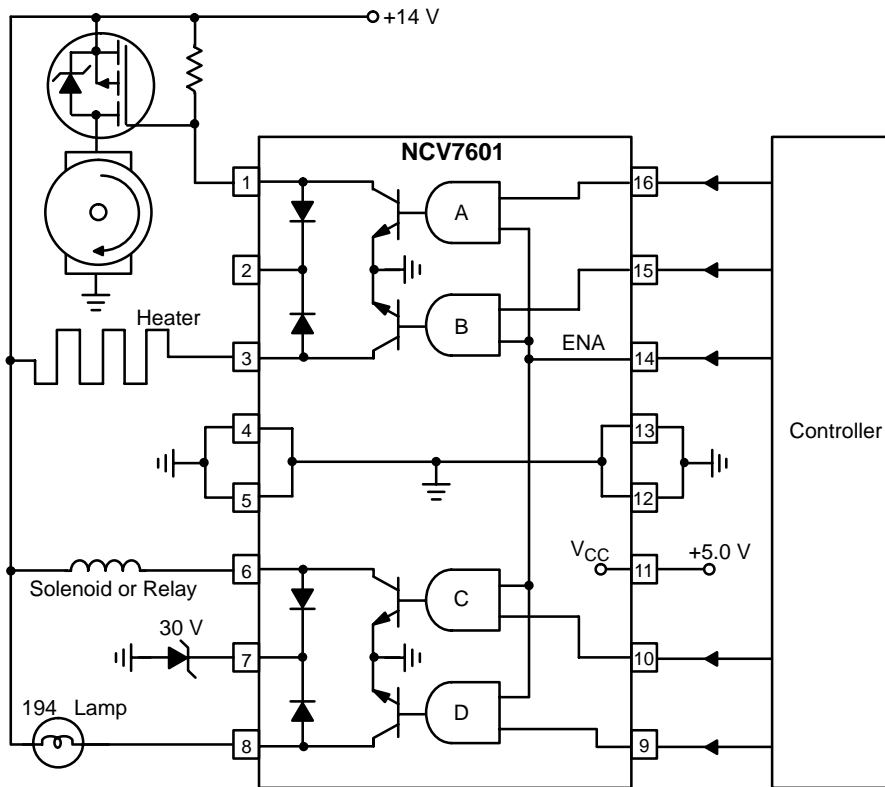 +14 V
NCV7601
1
16
A
2
15
Heater
B
ENA
3
14
4
13
Controller
5
12
VCC
+5.0 V
6
11
Solenoid or Relay
C
30 V
7
10
194 Lamp
D
8
9